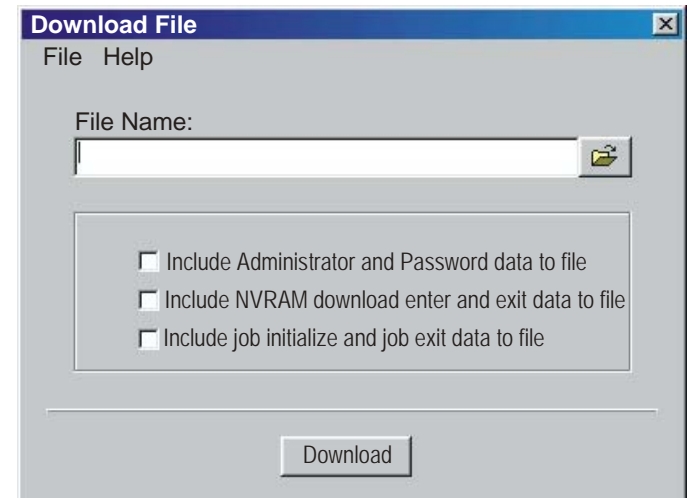 Download File
File Help
File Name:
Include Administrator and Password data to file
Include NVRAM download enter and exit data to file
Include job initialize and job exit data to file
Download